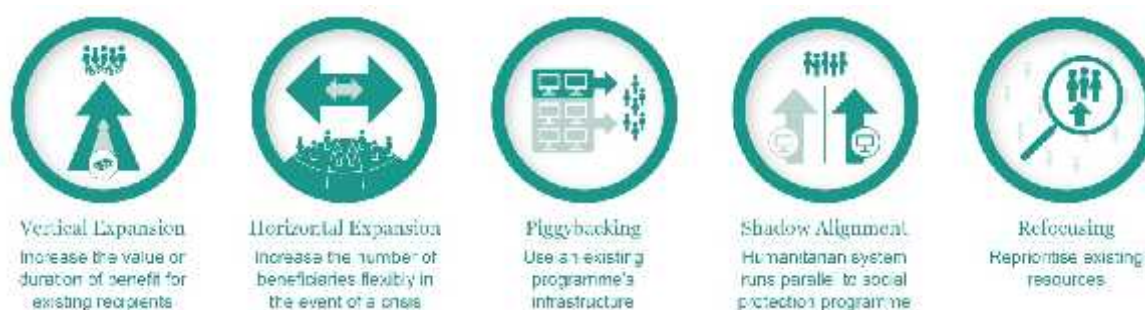 Vertical Expansion
Increase the value or
duration of benefit for
existing recipients
Horizontal Expansion
Increase the number of
beneficiaries flexibly in
the event of a crisis
Piggybacking
Use an existing
programme's
infrastructure
Shadow Alignment
Humanitarian system
runs parallel to social
protection programme
Refocusing
Reprioritise existing
resources